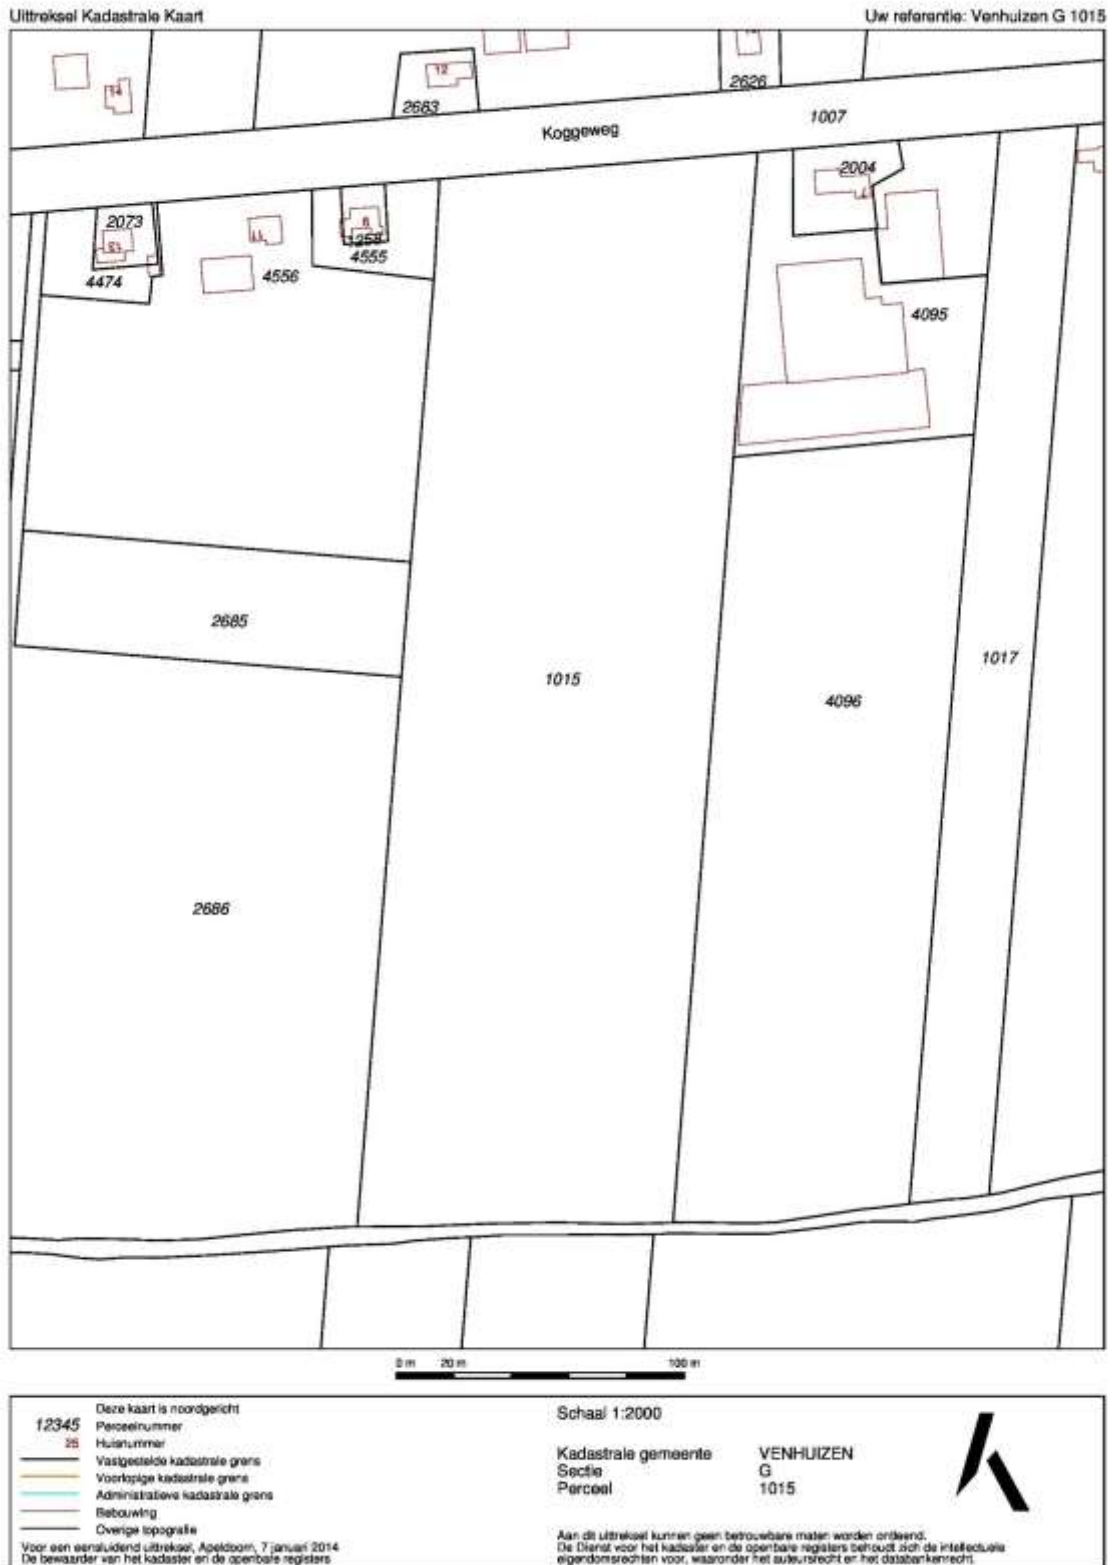 Uittreksel Kadastrale Kaart
Uw referentie: Venhuizen G 1015
14
12
2683
2626
Koggeweg
1007
2004
2073
13
11
8
1258
4555
4474
4556
4095
2685
1015
4096
1017
2686
0 m 20 m 100 m
Deze kaart is noordgericht
12345 Perceelnummer
25 Huisnummer
Vastgestelde kadastrale grens
Voorlopige kadastrale grens
Administratieve kadastrale grens
Bebouwing
Overige topografie
Voor een eensluidend uittreksel, Apeldoorn, 7 januari 2014
De bewaarder van het kadaster en de openbare registers
Schaal 1:2000
Kadastrale gemeente VENHUIZEN
Sectie G
Perceel 1015
Aan dit uittreksel kunnen geen betrouwbare maten worden ontleend.
De Dienst voor het kadaster en de openbare registers behoudt zich de intellectuele
eigendomsrechten voor, waaronder het auteursrecht en het databankenrecht.